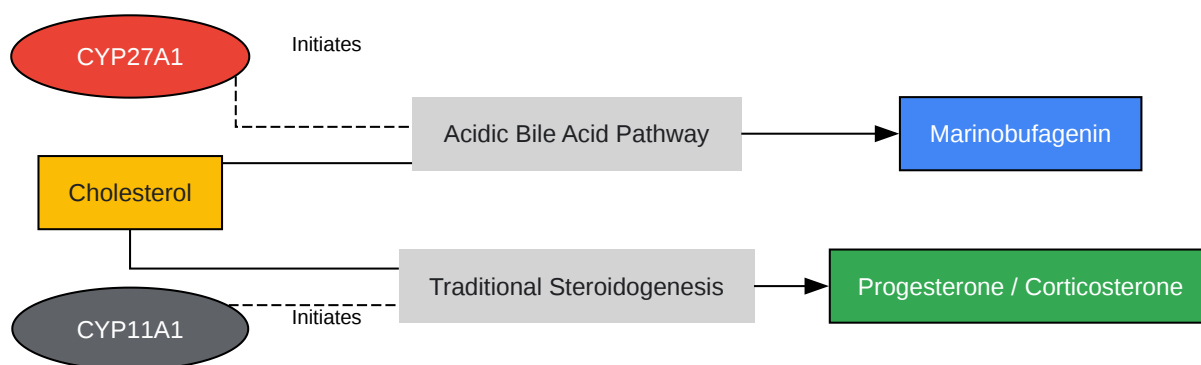 CYP27A1
Initiates
Acidic Bile Acid Pathway
Marinobufagenin
Cholesterol
Traditional Steroidogenesis
Progesterone / Corticosterone
CYP11A1
Initiates